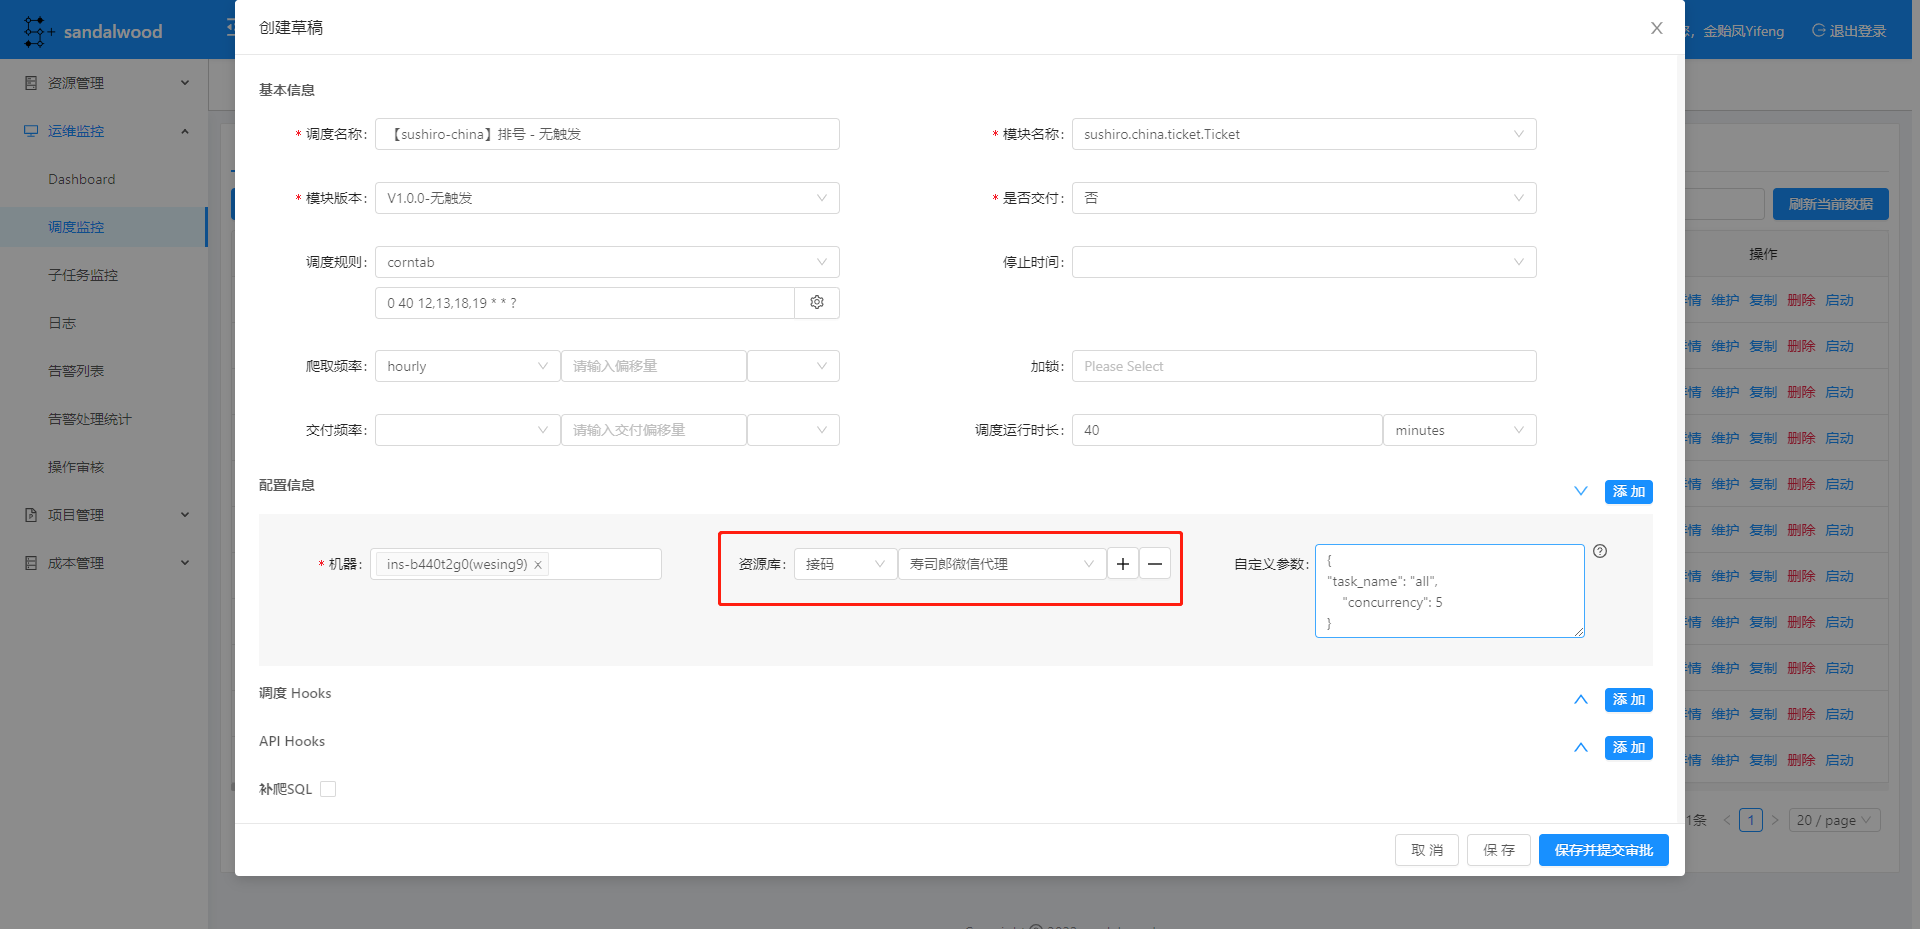 sandalwood
金贻凤Yifeng
退出登录
资源管理
运维监控
Dashboard
调度监控
子任务监控
日志
告警列表
告警处理统计
操作审核
项目管理
成本管理
创建草稿
基本信息
* 调度名称: 【sushiro-china】排号 - 无触发
* 模块名称: sushiro.china.ticket.Ticket
* 模块版本: V1.0.0-无触发
* 是否交付: 否
调度规则: corntab
停止时间:
0 40 12,13,18,19 * * ?
爬取频率: hourly 请输入偏移量
加锁: Please Select
交付频率: 请输入交付偏移量
调度运行时长: 40 minutes
配置信息
添 加
* 机器: ins-b440t2g0(wesing9) ×
资源库: 接码 寿司郎微信代理 + −
自定义参数:
{
"task_name": "all",
"concurrency": 5
}
调度 Hooks
添 加
API Hooks
添 加
补爬SQL
取 消 保 存 保存并提交审批
刷新当前数据
操作
情 维护 复制 删除 启动
情 维护 复制 删除 启动
情 维护 复制 删除 启动
情 维护 复制 删除 启动
情 维护 复制 删除 启动
情 维护 复制 删除 启动
情 维护 复制 删除 启动
情 维护 复制 删除 启动
情 维护 复制 删除 启动
情 维护 复制 删除 启动
情 维护 复制 删除 启动
1条 < 1 > 20 / page